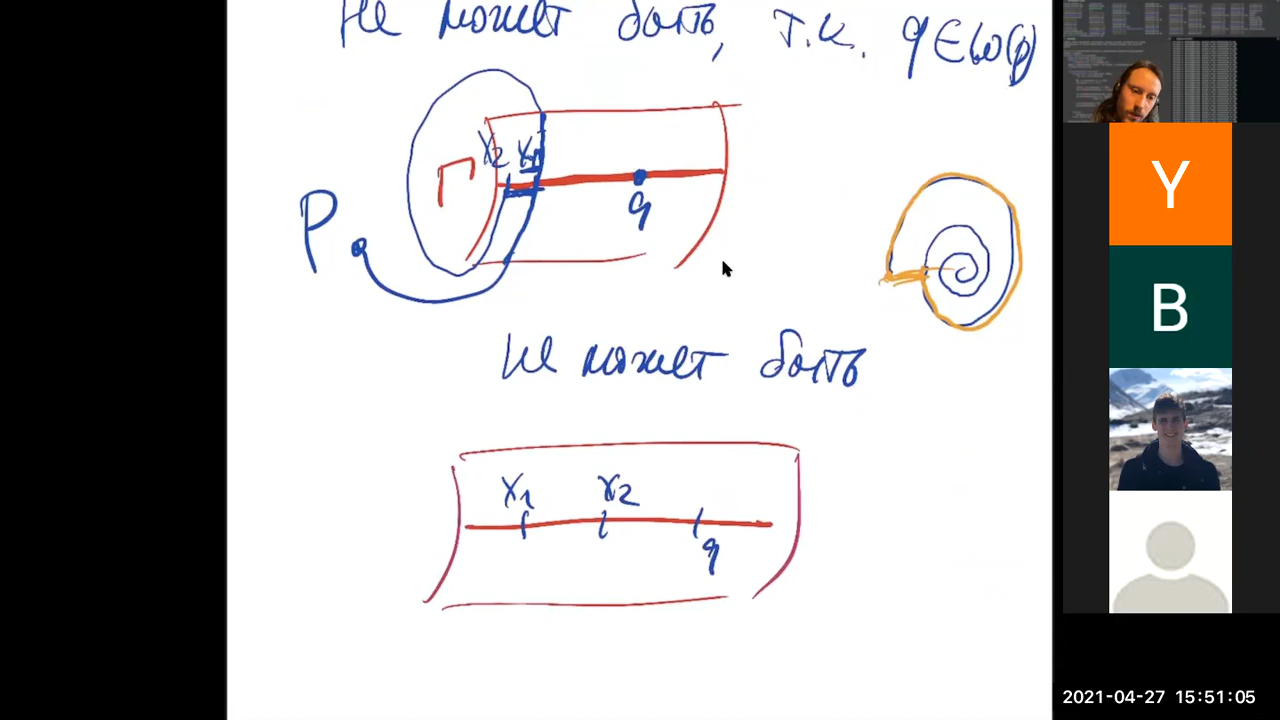 Не может быть, т.к. q∈ω(p)
x₂ x₁
Г
q
P
не может быть
x₁ x₂
q
Y
B
2021-04-27 15:51:05